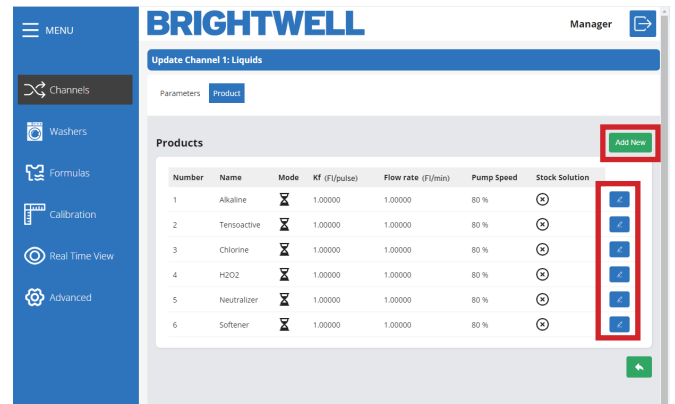 MENU
BRIGHTWELL
Manager
Update Channel 1: Liquids
Channels
Washers
Formulas
Calibration
Real Time View
Advanced
Parameters Product
Products
Add New
Number Name Mode Kf (Fl/pulse) Flow rate (Fl/min) Pump Speed Stock Solution
1 Alkaline 1.00000 1.00000 80 %
2 Tensoactive 1.00000 1.00000 80 %
3 Chlorine 1.00000 1.00000 80 %
4 H2O2 1.00000 1.00000 80 %
5 Neutralizer 1.00000 1.00000 80 %
6 Softener 1.00000 1.00000 80 %